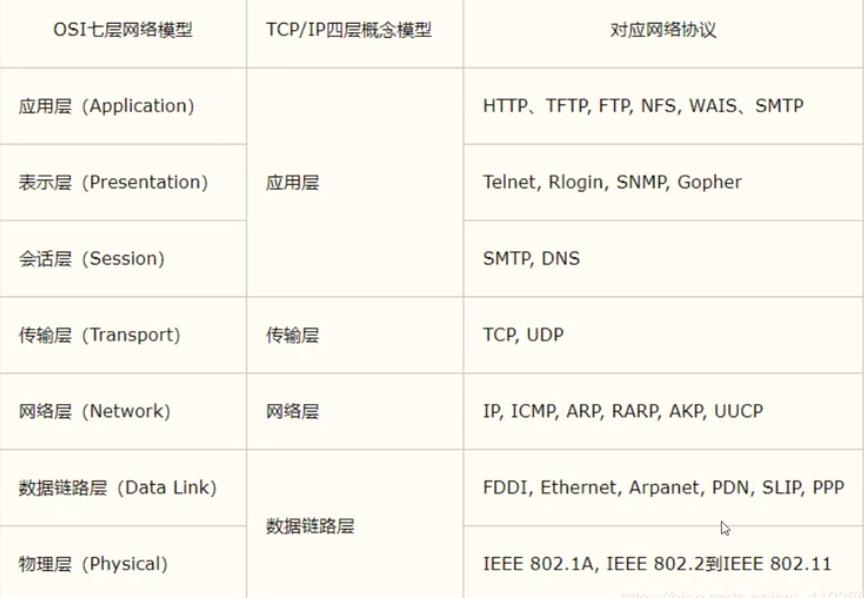 OSI七层网络模型 TCP/IP四层概念模型 对应网络协议
应用层（Application） HTTP、TFTP, FTP, NFS, WAIS、SMTP
表示层（Presentation） 应用层 Telnet, Rlogin, SNMP, Gopher
会话层（Session） SMTP, DNS
传输层（Transport） 传输层 TCP, UDP
网络层（Network） 网络层 IP, ICMP, ARP, RARP, AKP, UUCP
数据链路层（Data Link） FDDI, Ethernet, Arpanet, PDN, SLIP, PPP
数据链路层
物理层（Physical） IEEE 802.1A, IEEE 802.2到IEEE 802.11